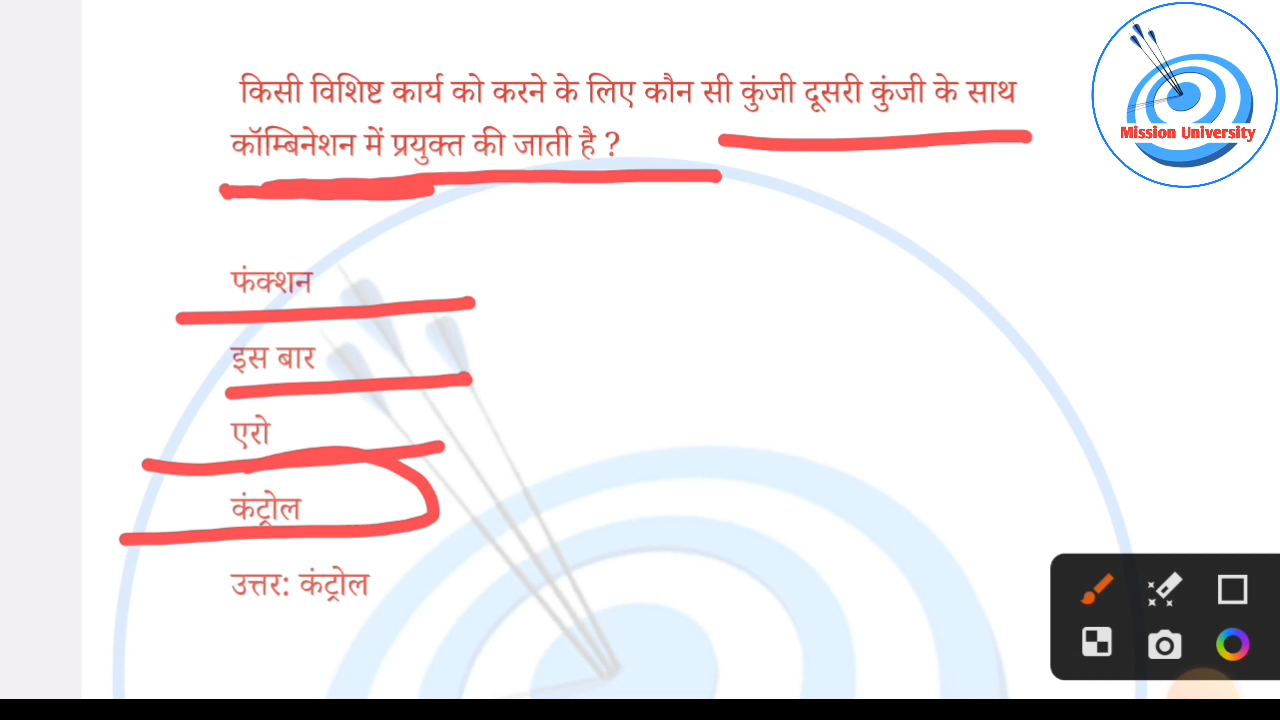 किसी विशिष्ट कार्य को करने के लिए कौन सी कुंजी दूसरी कुंजी के साथ
कॉम्बिनेशन में प्रयुक्त की जाती है ?
Mission University
फंक्शन
इस बार
एरो
कंट्रोल
उत्तर: कंट्रोल